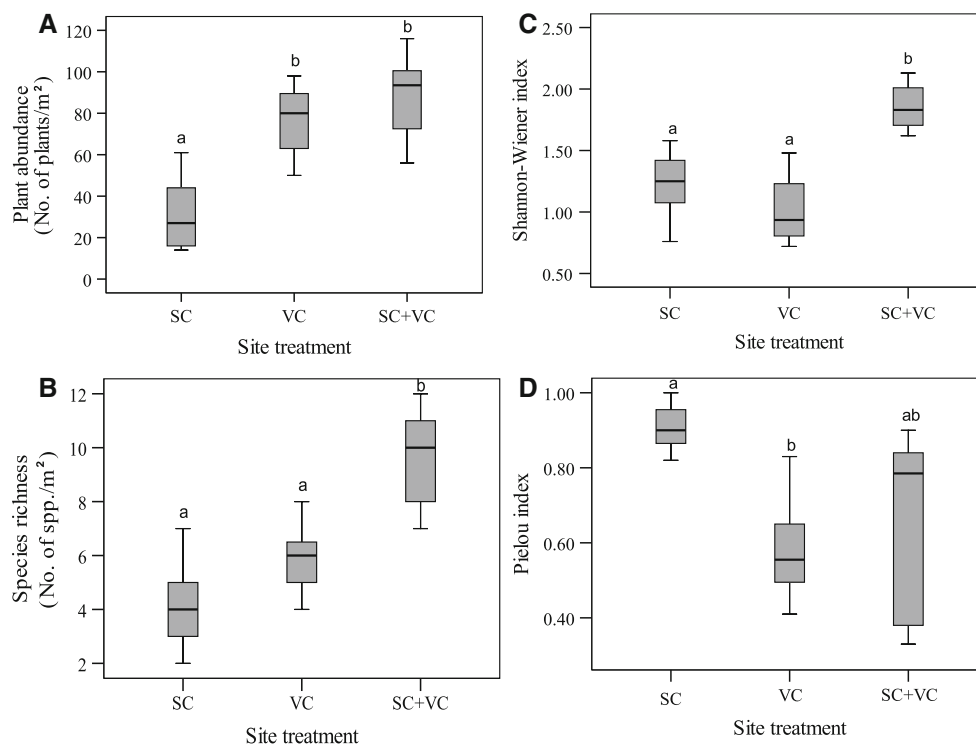 A
Plant abundance
(No. of plants/m²)
120
100
80
60
40
20
0
a
b
b
SC
VC
SC+VC
Site treatment
B
Species richness
(No. of spp./m²)
12
10
8
6
4
2
a
a
b
SC
VC
SC+VC
Site treatment
C
Shannon-Wiener index
2.50
2.00
1.50
1.00
0.50
a
a
b
SC
VC
SC+VC
Site treatment
D
Pielou index
1.00
0.80
0.60
0.40
a
b
ab
SC
VC
SC+VC
Site treatment